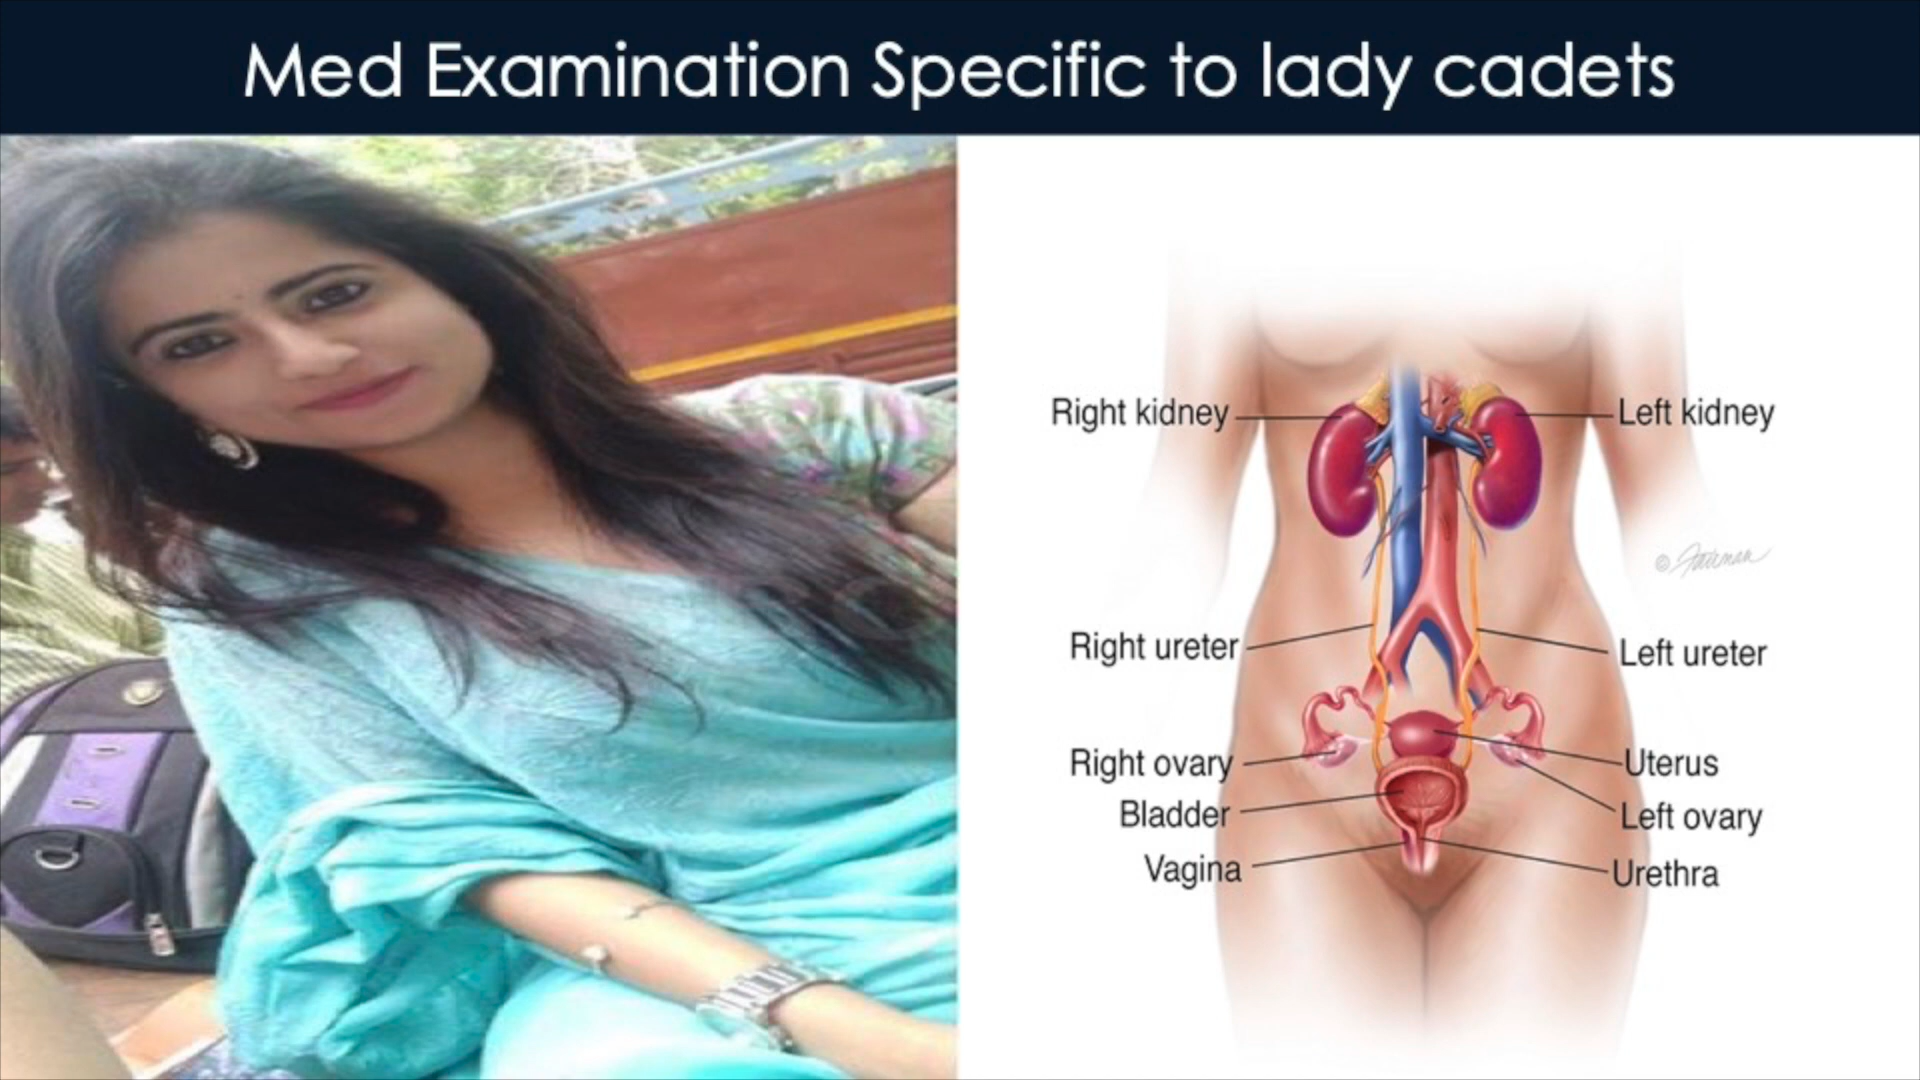 Med Examination Specific to lady cadets
Right kidney
Left kidney
Right ureter
Left ureter
Right ovary
Uterus
Bladder
Left ovary
Vagina
Urethra